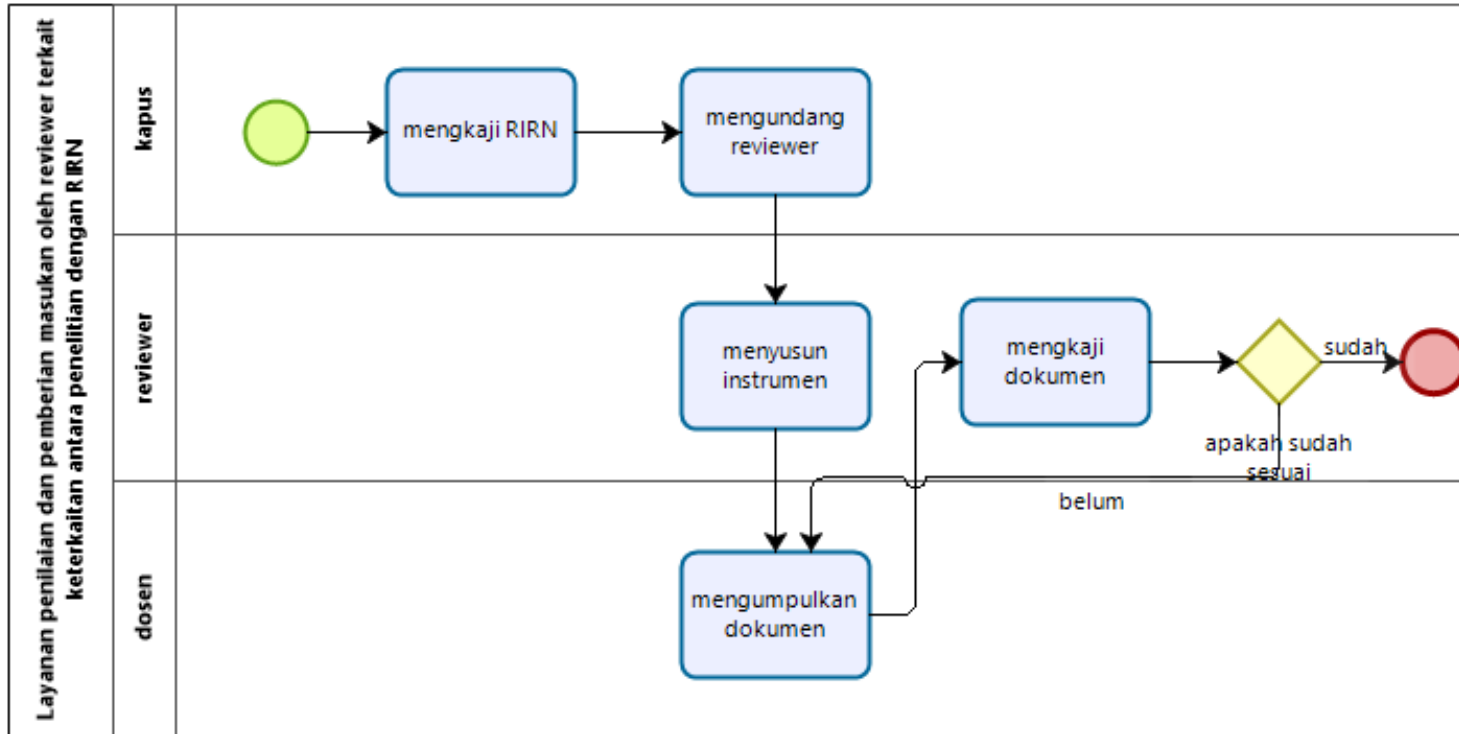 Layanan penilaian dan pemberian masukan oleh reviewer terkait
keterkaitan antara penelitian dengan RIRN
kapus
mengkaji RIRN
mengundang
reviewer
reviewer
menyusun
instrumen
mengkaji
dokumen
sudah
apakah sudah
sesuai
belum
dosen
mengumpulkan
dokumen